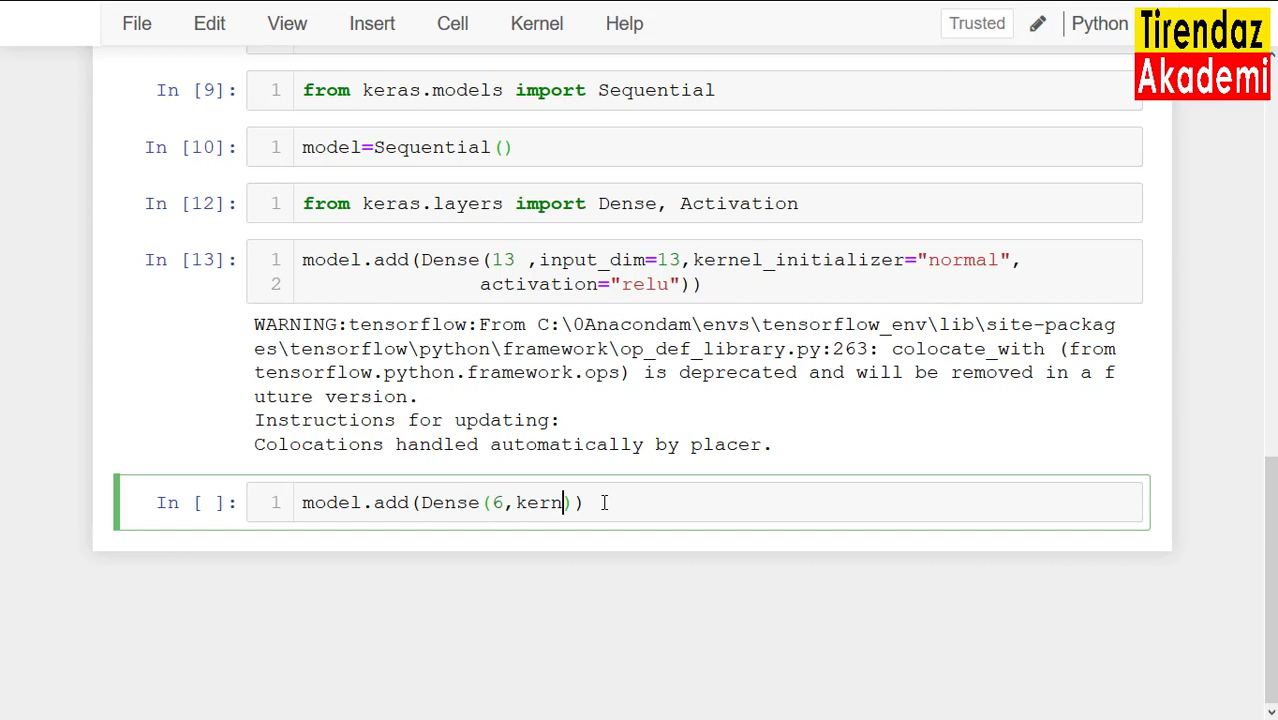 File Edit View Insert Cell Kernel Help Trusted Python
Tirendaz
Akademi
In [9]: 1 from keras.models import Sequential
In [10]: 1 model=Sequential()
In [12]: 1 from keras.layers import Dense, Activation
In [13]: 1 model.add(Dense(13 ,input_dim=13,kernel_initializer="normal",
2 activation="relu"))
WARNING:tensorflow:From C:\0Anacondam\envs\tensorflow_env\lib\site-packag
es\tensorflow\python\framework\op_def_library.py:263: colocate_with (from
tensorflow.python.framework.ops) is deprecated and will be removed in a f
uture version.
Instructions for updating:
Colocations handled automatically by placer.
In [ ]: 1 model.add(Dense(6,kern))